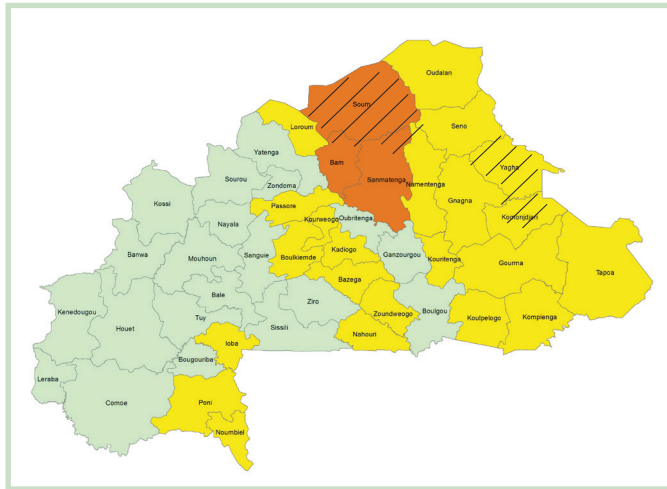 Oudalan
Soum
Loroum
Seno
Yatenga
Bam
Yagha
Sourou
Sanmatenga
Namentenga
Zondoma
Gnagna
Kossi
Passore
Komondjari
Kourweogo
Oubritenga
Nayala
Kadiogo
Ganzourgou
Banwa
Mouhoun
Sanguie
Boulkiemde
Kouritenga
Gourma
Tapoa
Bazega
Bale
Ziro
Kenedougou
Zoundweogo
Boulgou
Houet
Tuy
Sissili
Nahouri
Koulpelogo
Kompienga
Ioba
Bougouriba
Leraba
Comoe
Poni
Noumbiel